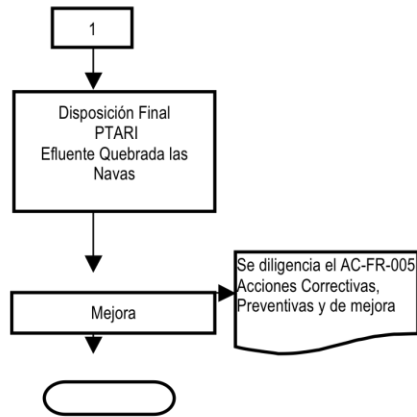 1
Disposición Final
PTARI
Efluente Quebrada las
Navas
Mejora
Se diligencia el AC-FR-005
Acciones Correctivas,
Preventivas y de mejora